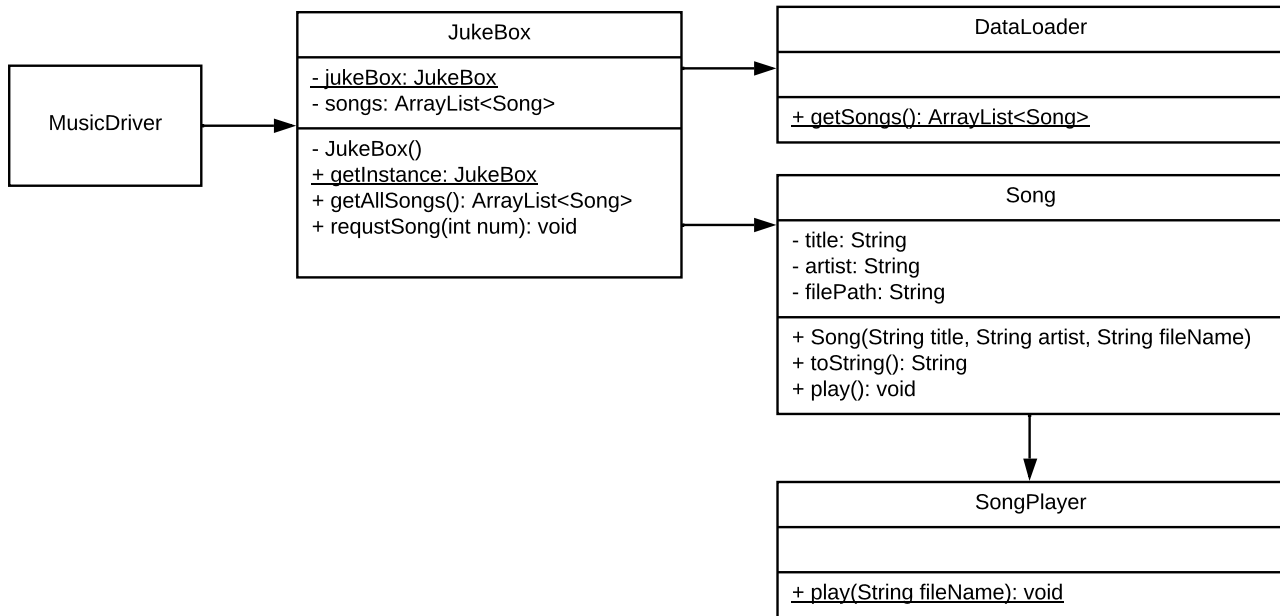 MusicDriver
JukeBox
- jukeBox: JukeBox
- songs: ArrayList<Song>
- JukeBox()
+ getInstance: JukeBox
+ getAllSongs(): ArrayList<Song>
+ requstSong(int num): void
DataLoader
+ getSongs(): ArrayList<Song>
Song
- title: String
- artist: String
- filePath: String
+ Song(String title, String artist, String fileName)
+ toString(): String
+ play(): void
SongPlayer
+ play(String fileName): void